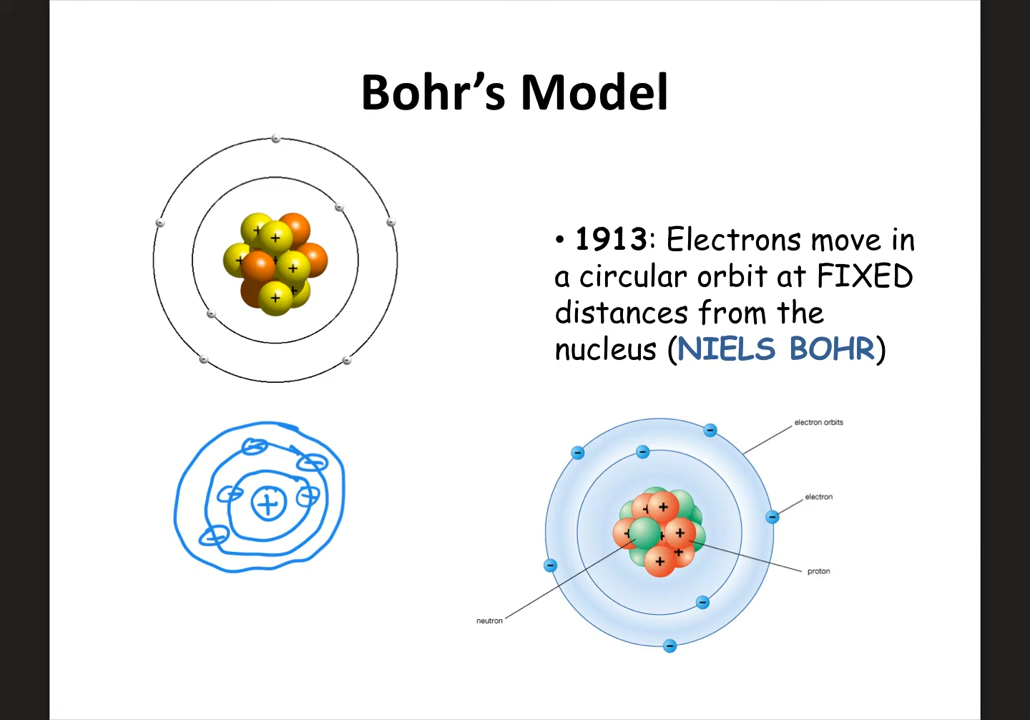 Bohr's Model
• 1913: Electrons move in
a circular orbit at FIXED
distances from the
nucleus (NIELS BOHR)
electron orbits
electron
proton
neutron